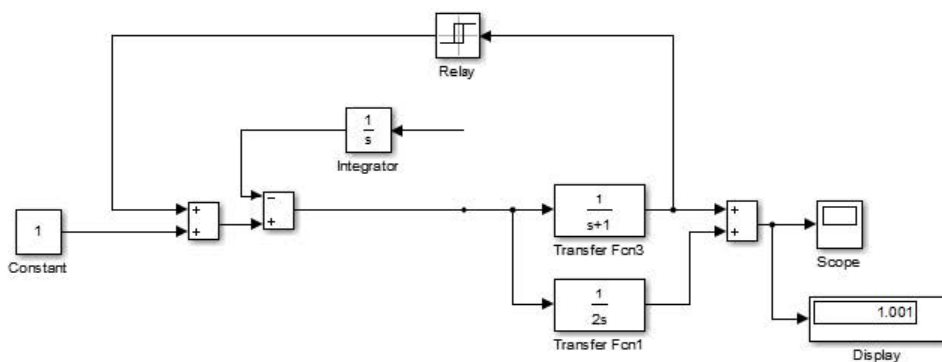 Relay
1
s
Integrator
+
+
−
+
1
Constant
1
s+1
Transfer Fcn3
+
+
Scope
1
2s
Transfer Fcn1
1.001
Display